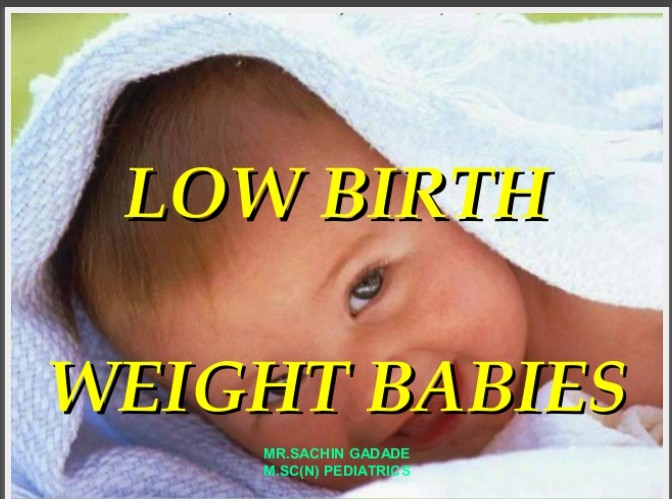 LOW BIRTH
WEIGHT BABIES
MR.SACHIN GADADE
M.SC(N) PEDIATRICS